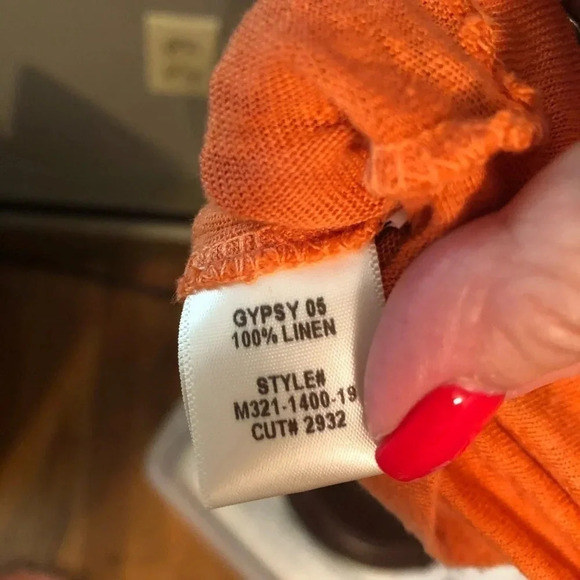 GYPSY 05
100% LINEN
STYLE#
M321-1400-19
CUT# 2932